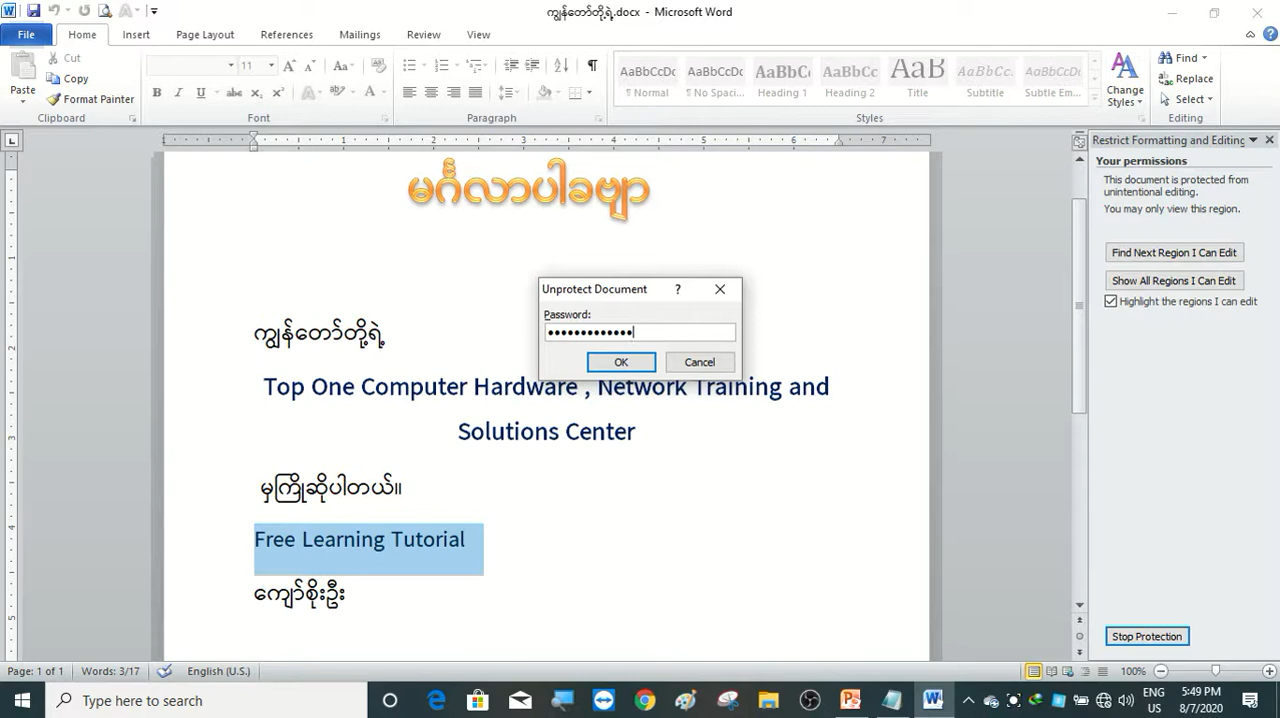 ကျွန်တော်တို့ရဲ့.docx - Microsoft Word
File Home Insert Page Layout References Mailings Review View
Paste
Cut
Copy
Format Painter
Clipboard
11
Font
Paragraph
AaBbCcDc AaBbCcDc AaBbC AaBbCc AaB AaBbCcD AaBbCcDc
¶ Normal ¶ No Spaci... Heading 1 Heading 2 Title Subtitle Subtle Em...
Change Styles
Styles
Find
Replace
Select
Editing
မင်္ဂလာပါခဗျာ
ကျွန်တော်တို့ရဲ့
Top One Computer Hardware , Network Training and
Solutions Center
မှကြိုဆိုပါတယ်။
Free Learning Tutorial
ကျော်စိုးဦး
Unprotect Document ?
Password:
•••••••••••••
OK Cancel
Restrict Formatting and Editing
Your permissions
This document is protected from
unintentional editing.
You may only view this region.
Find Next Region I Can Edit
Show All Regions I Can Edit
Highlight the regions I can edit
Stop Protection
Page: 1 of 1 Words: 3/17 English (U.S.) 100%
Type here to search
ENG
US
5:49 PM
8/7/2020